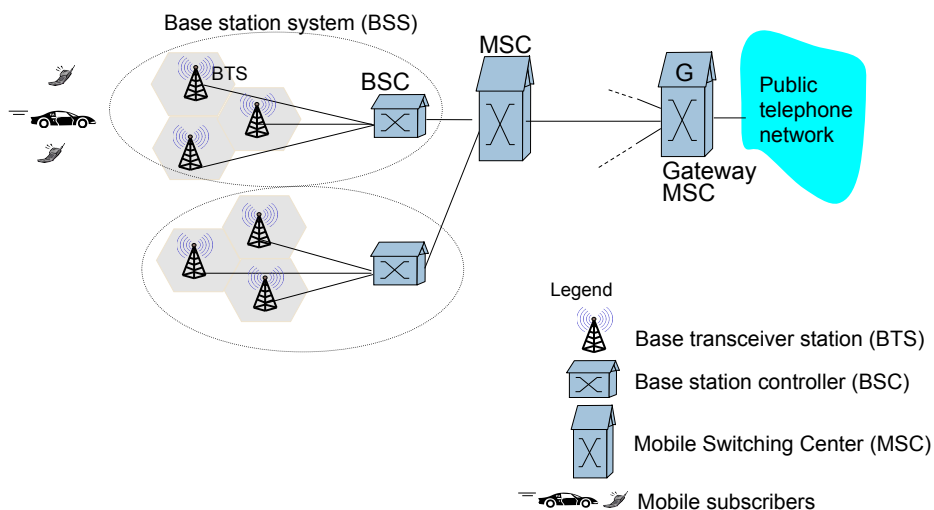 Base station system (BSS)
BTS
BSC
MSC
G
Gateway
MSC
Public
telephone
network
Legend
Base transceiver station (BTS)
Base station controller (BSC)
Mobile Switching Center (MSC)
Mobile subscribers